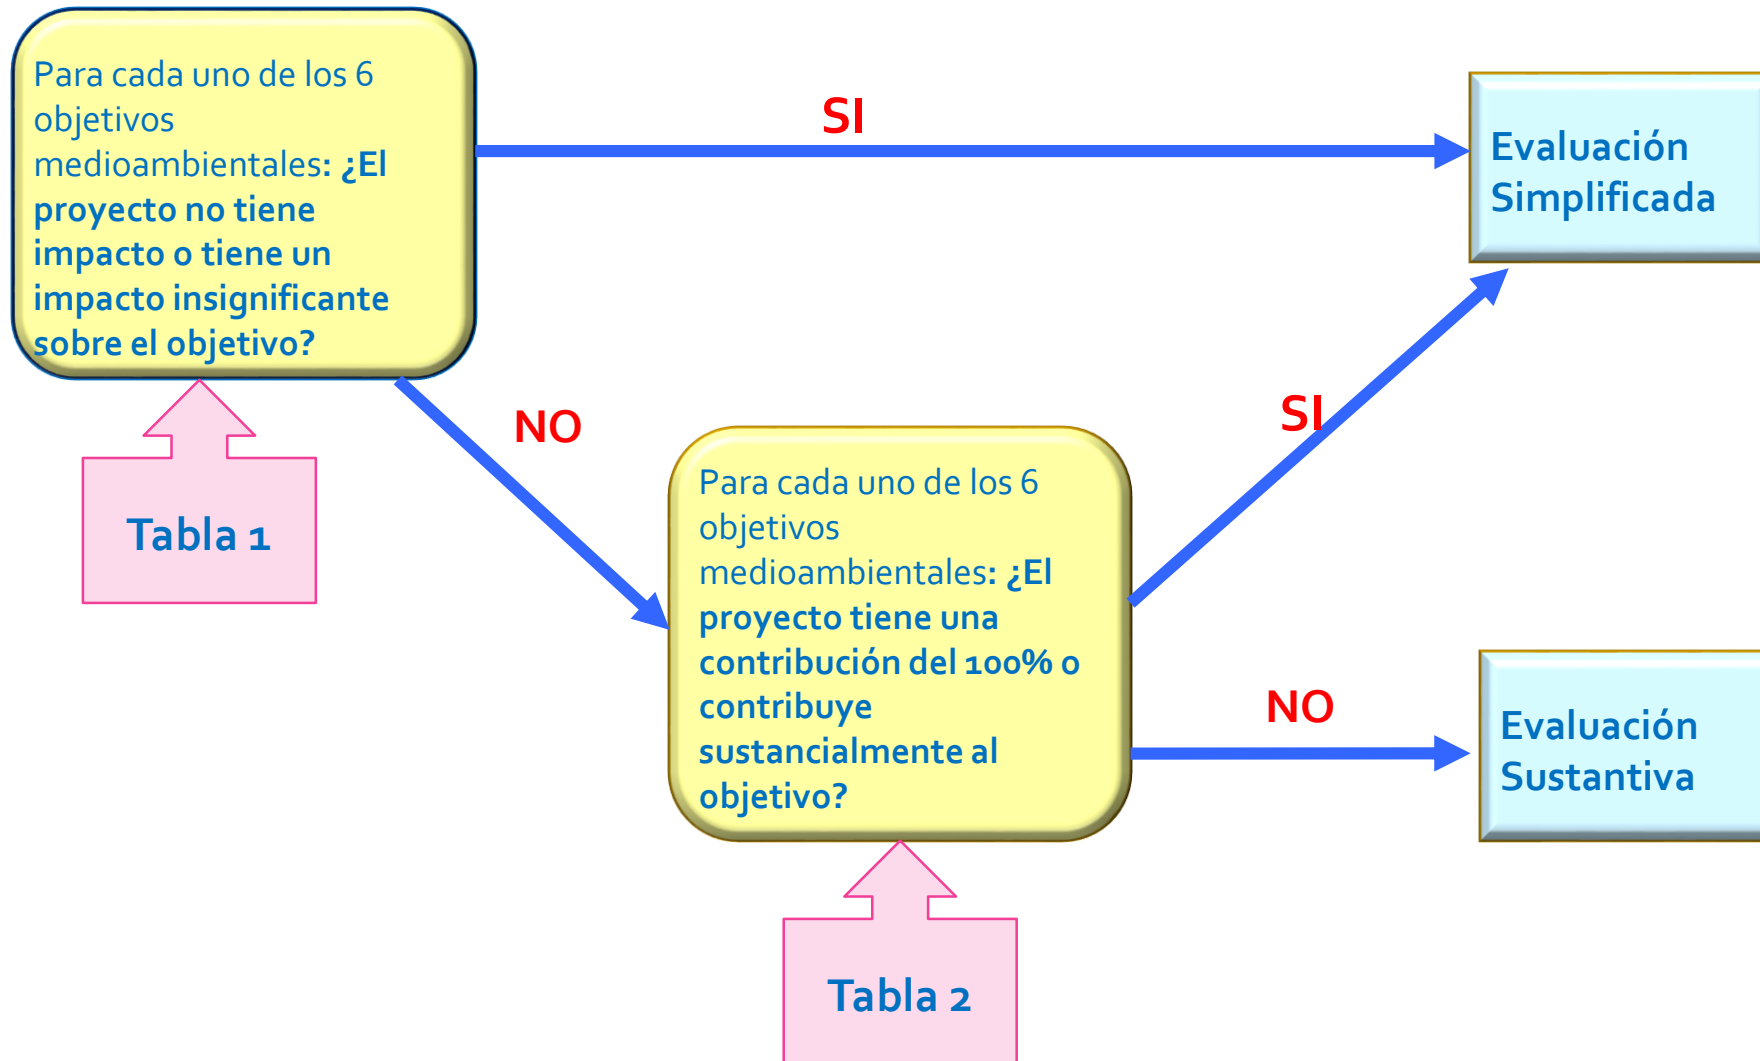 Para cada uno de los 6
objetivos
medioambientales: ¿El
proyecto no tiene
impacto o tiene un
impacto insignificante
sobre el objetivo?
SI
Evaluación
Simplificada
NO
Tabla 1
Para cada uno de los 6
objetivos
medioambientales: ¿El
proyecto tiene una
contribución del 100% o
contribuye
sustancialmente al
objetivo?
SI
NO
Evaluación
Sustantiva
Tabla 2